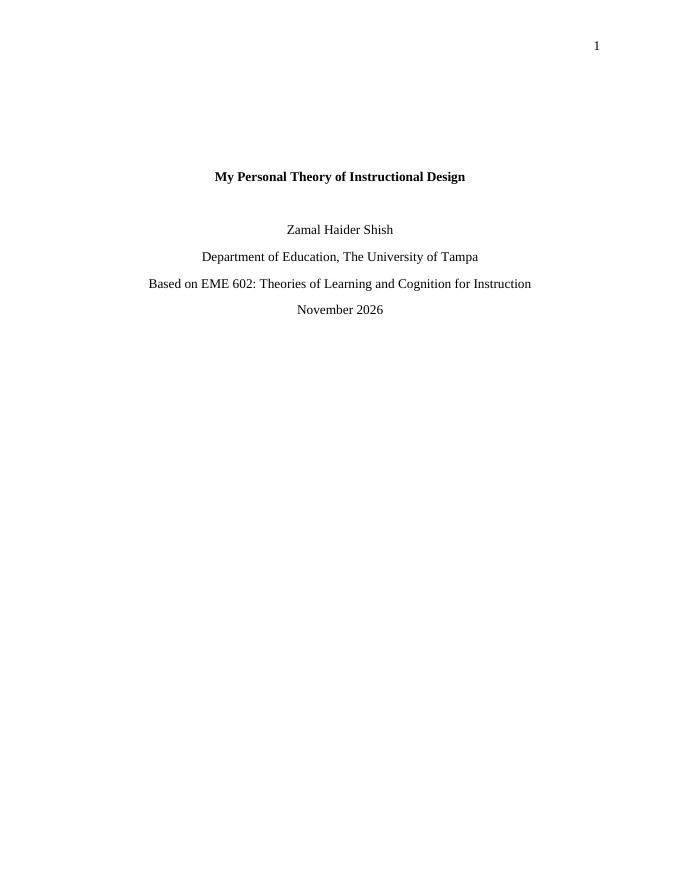 1
My Personal Theory of Instructional Design
Zamal Haider Shish
Department of Education, The University of Tampa
Based on EME 602: Theories of Learning and Cognition for Instruction
November 2026